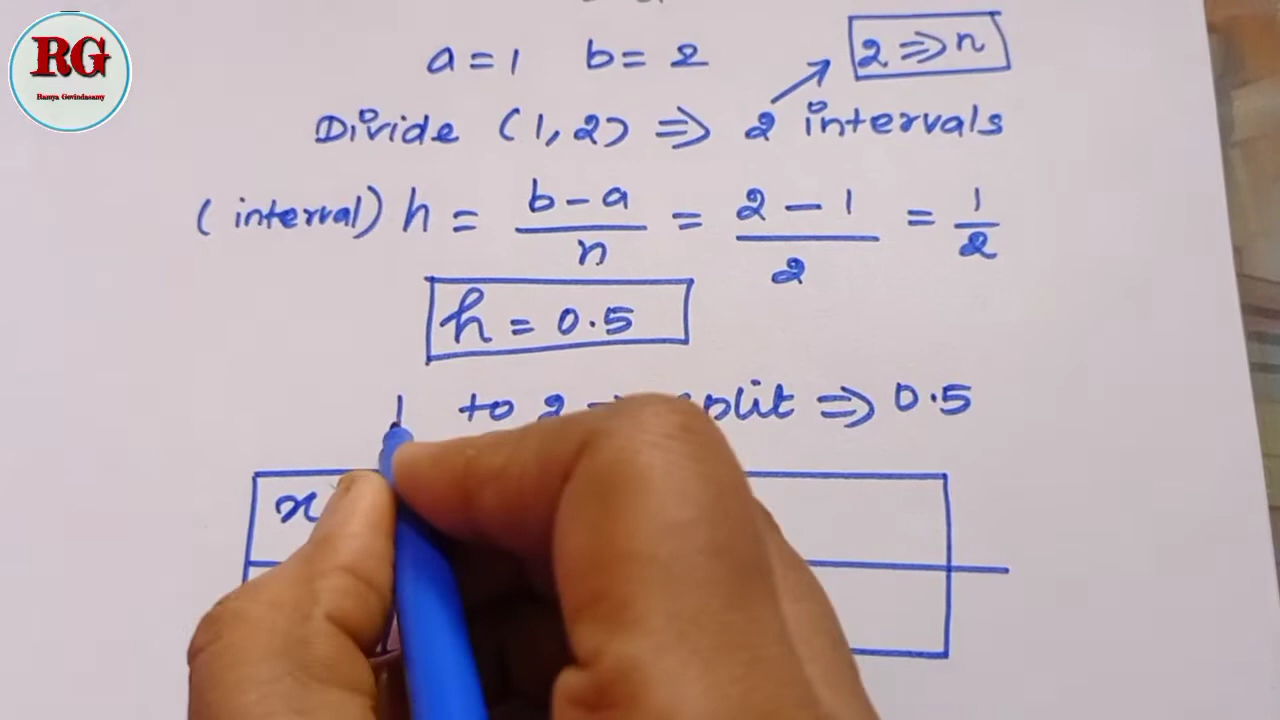 RG
Ramya Govindasamy
a = 1 b = 2 2 ⇒ n
Divide (1, 2) ⇒ 2 intervals
(interval) h = b - a / n = 2 - 1 / 2 = 1 / 2
h = 0.5
1 to 2 split ⇒ 0.5
x